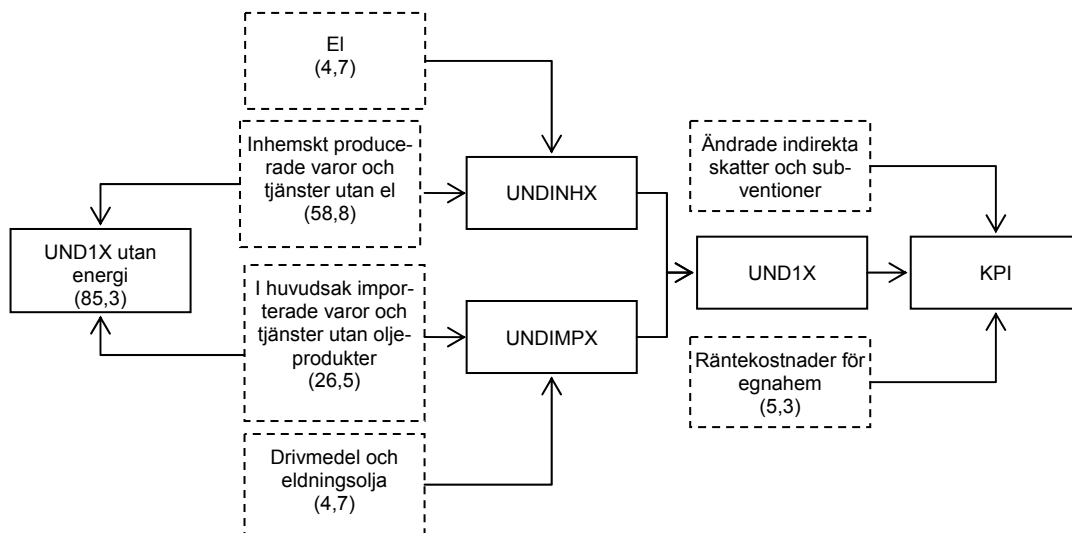 El
(4,7)
Inhemskt produce-
rade varor och
tjänster utan el
(58,8)
UND1X utan
energi
(85,3)
I huvudsak impor-
terade varor och
tjänster utan olje-
produkter
(26,5)
Drivmedel och
eldningsolja
(4,7)
UNDINHX
UNDIMPX
Ändrade indirekta
skatter och sub-
ventioner
UND1X
KPI
Räntekostnader för
egnahem
(5,3)